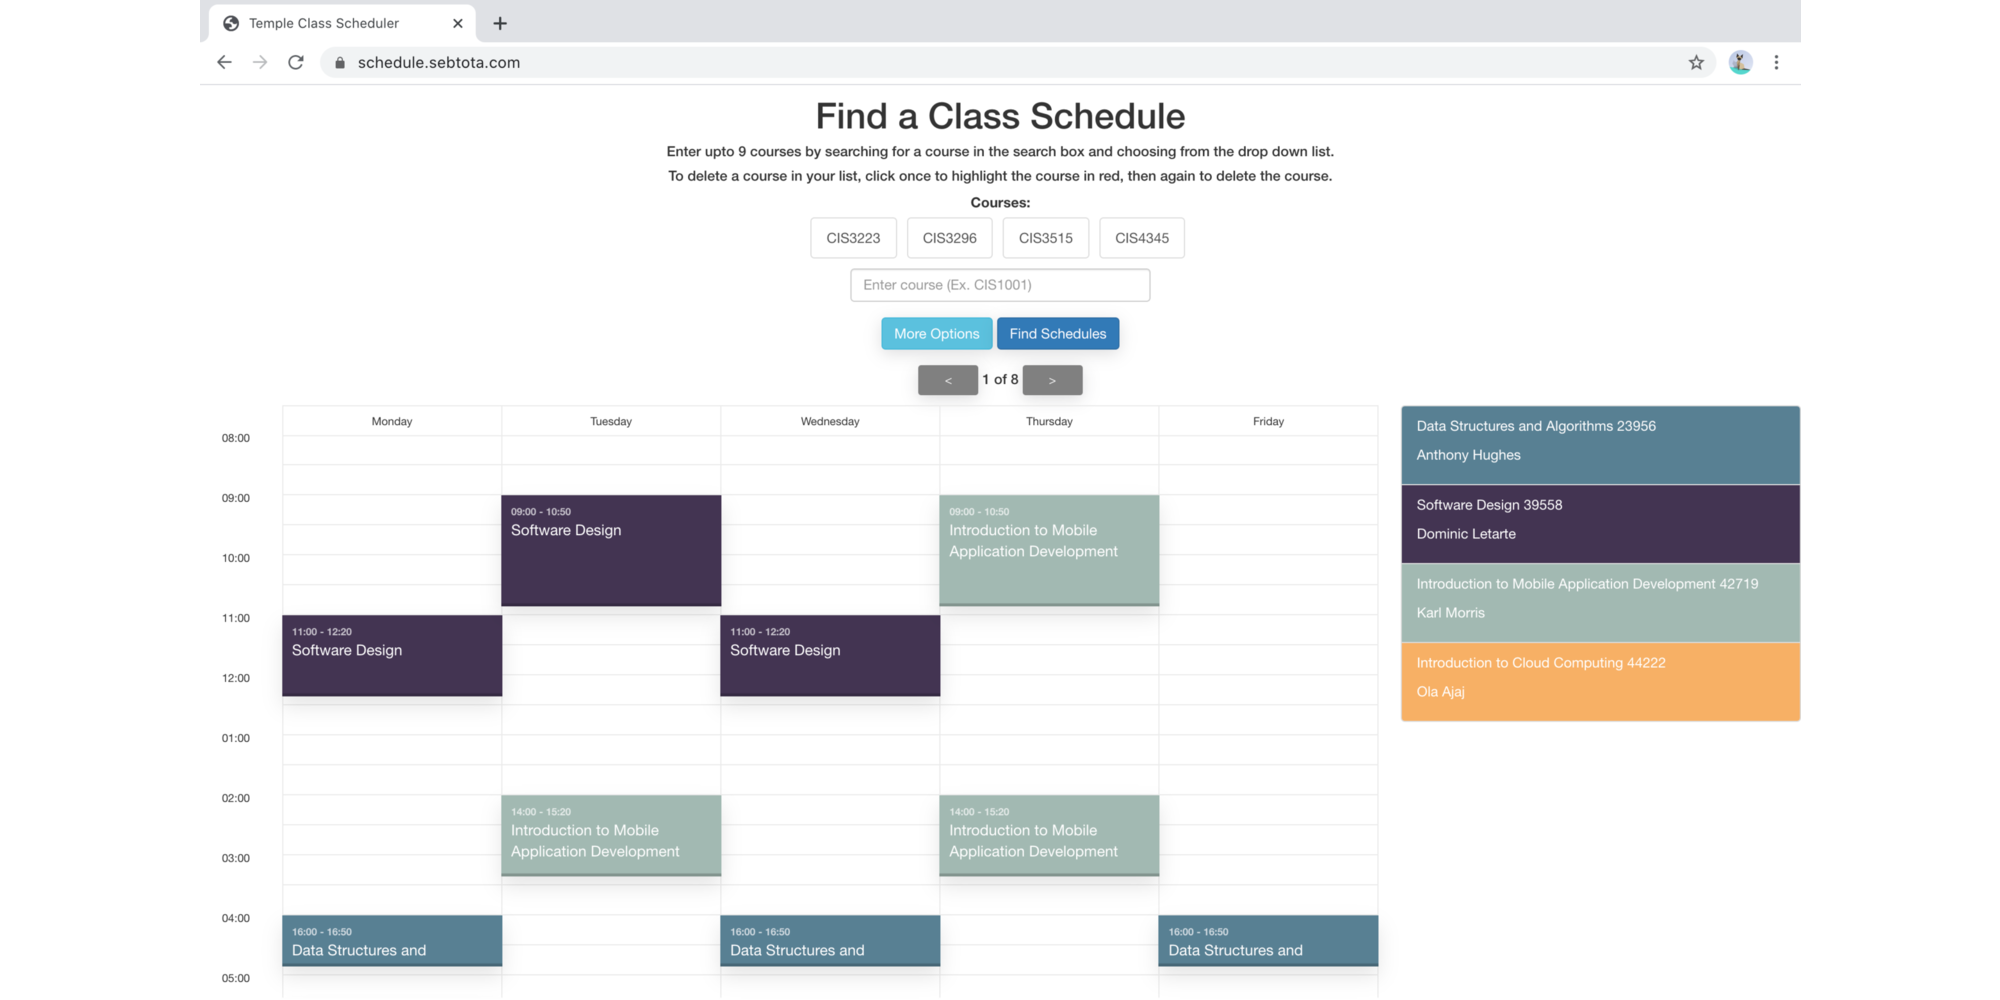 Temple Class Scheduler
schedule.sebtota.com
Find a Class Schedule
Enter upto 9 courses by searching for a course in the search box and choosing from the drop down list.
To delete a course in your list, click once to highlight the course in red, then again to delete the course.
Courses:
CIS3223 CIS3296 CIS3515 CIS4345
Enter course (Ex. CIS1001)
More Options Find Schedules
< 1 of 8 >
Monday Tuesday Wednesday Thursday Friday
08:00
09:00
09:00 - 10:50
Software Design
09:00 - 10:50
Introduction to Mobile
Application Development
10:00
11:00
11:00 - 12:20
Software Design
11:00 - 12:20
Software Design
12:00
01:00
02:00
14:00 - 15:20
Introduction to Mobile
Application Development
14:00 - 15:20
Introduction to Mobile
Application Development
03:00
04:00
16:00 - 16:50
Data Structures and
16:00 - 16:50
Data Structures and
16:00 - 16:50
Data Structures and
05:00
Data Structures and Algorithms 23956
Anthony Hughes
Software Design 39558
Dominic Letarte
Introduction to Mobile Application Development 42719
Karl Morris
Introduction to Cloud Computing 44222
Ola Ajaj